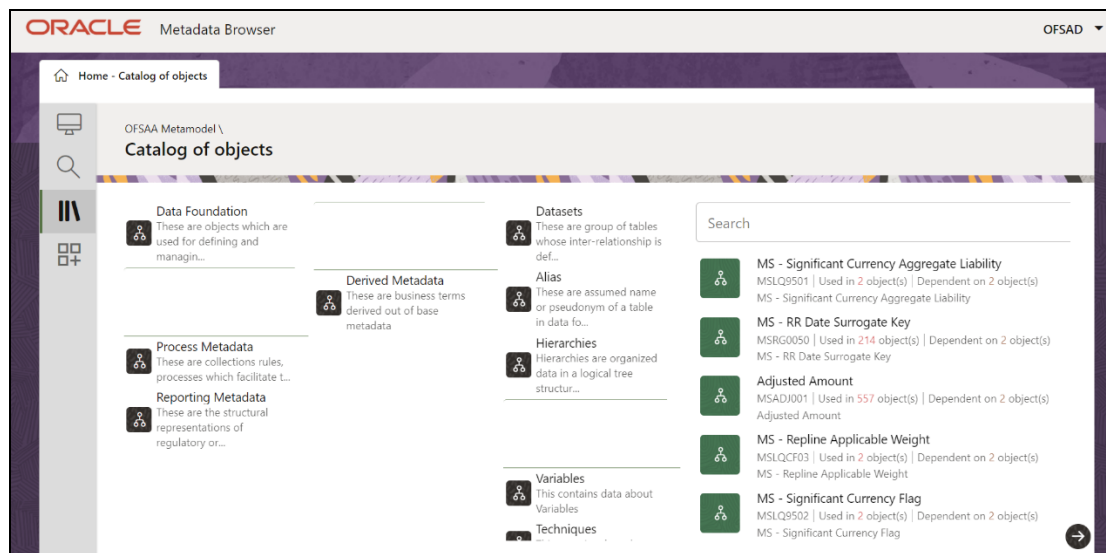 ORACLE Metadata Browser
OFSAD
Home - Catalog of objects
OFSAA Metamodel \
Catalog of objects
Data Foundation
These are objects which are
used for defining and
managin...
Process Metadata
These are collections rules,
processes which facilitate t...
Reporting Metadata
These are the structural
representations of
regulatory or...
Derived Metadata
These are business terms
derived out of base
metadata
Datasets
These are group of tables
whose inter-relationship is
def...
Alias
These are assumed name
or pseudonym of a table
in data fo...
Hierarchies
Hierarchies are organized
data in a logical tree
structur...
Variables
This contains data about
Variables
Techniques
Search
MS - Significant Currency Aggregate Liability
MSLQ9501 | Used in 2 object(s) | Dependent on 2 object(s)
MS - Significant Currency Aggregate Liability
MS - RR Date Surrogate Key
MSRG0050 | Used in 214 object(s) | Dependent on 2 object(s)
MS - RR Date Surrogate Key
Adjusted Amount
MSADJ001 | Used in 557 object(s) | Dependent on 2 object(s)
Adjusted Amount
MS - Repline Applicable Weight
MSLQCF03 | Used in 2 object(s) | Dependent on 2 object(s)
MS - Repline Applicable Weight
MS - Significant Currency Flag
MSLQ9502 | Used in 2 object(s) | Dependent on 2 object(s)
MS - Significant Currency Flag